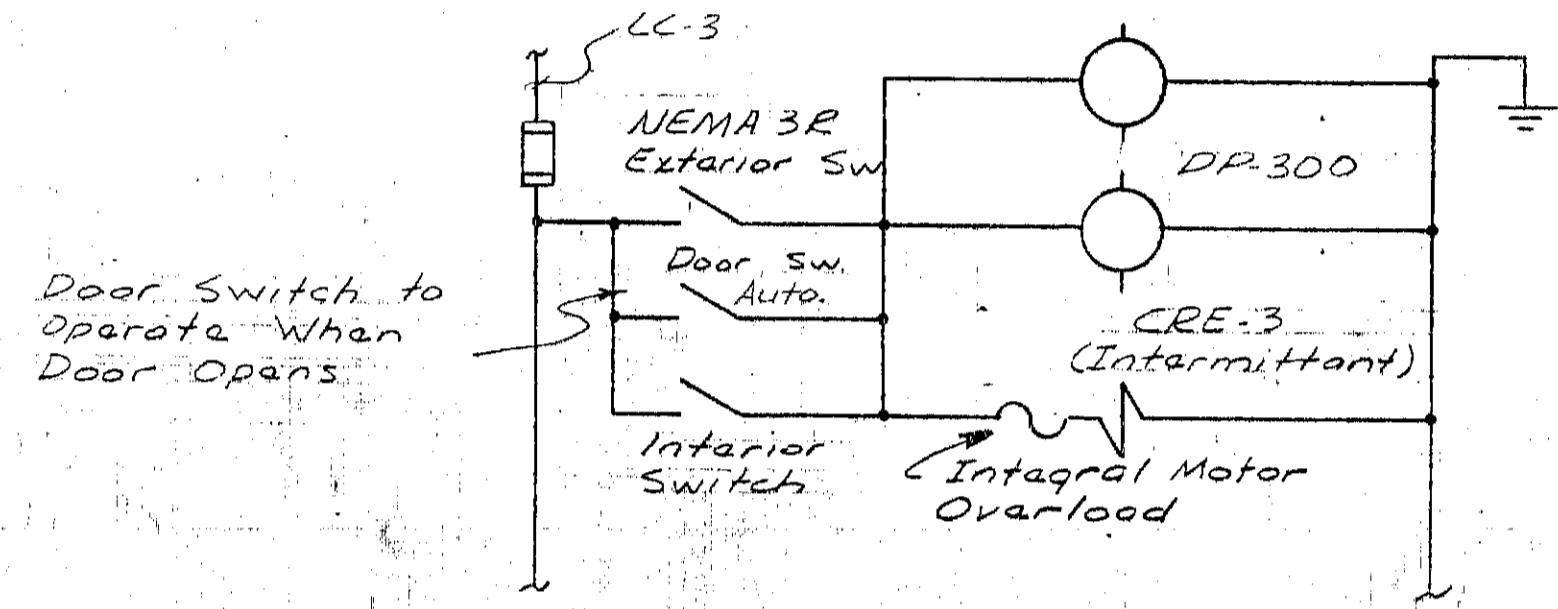 LC-3
NEMA 3R
Exterior Sw
DP-300
Door Sw.
Auto.
Door Switch to
Operate When
Door Opens
CRE-3
(Intermittant)
Interior
Switch
Integral Motor
Overload